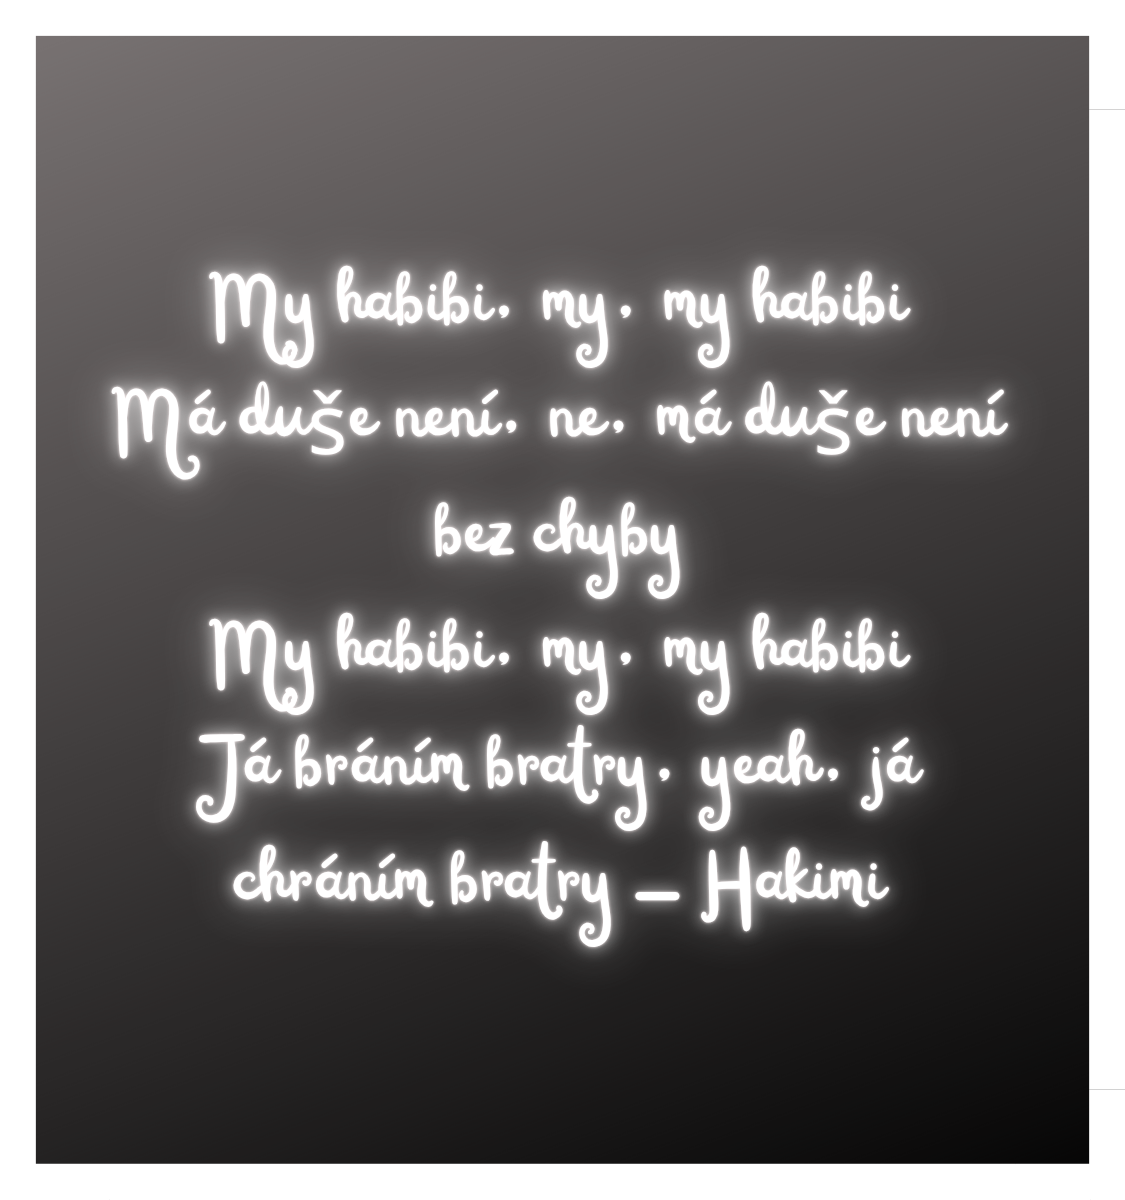 My habibi, my, my habibi
Má duše není, ne, má duše není
bez chyby
My habibi, my, my habibi
Já bráním bratry, yeah, já
chráním bratry – Hakimi